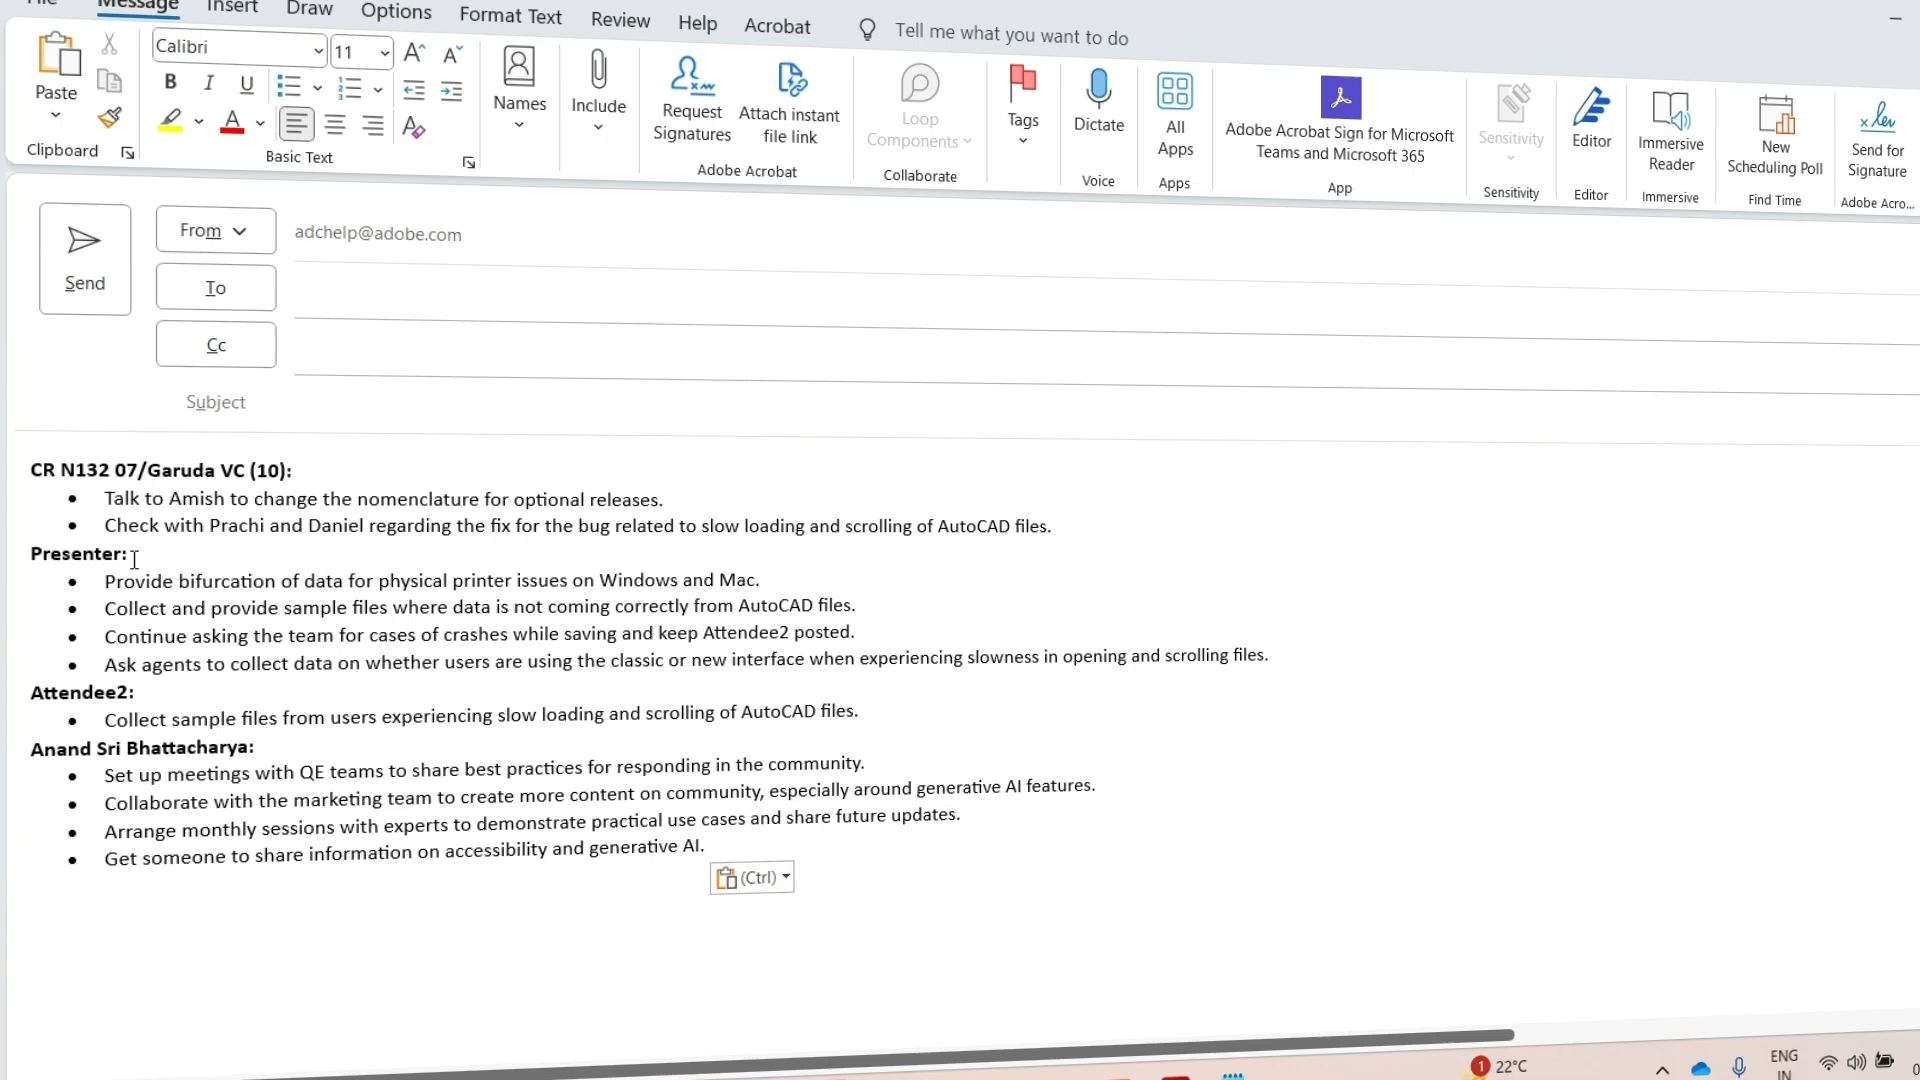 Message Insert Draw Options Format Text Review Help Acrobat Tell me what you want to do
Calibri 11
Paste
Clipboard
B I U
Basic Text
Names
Include
Request
Signatures
Attach instant
file link
Adobe Acrobat
Loop
Components
Collaborate
Tags
Dictate
Voice
All
Apps
Apps
Adobe Acrobat Sign for Microsoft
Teams and Microsoft 365
App
Sensitivity
Sensitivity
Editor
Editor
Immersive
Reader
Immersive
New
Scheduling Poll
Find Time
Send for
Signature
Adobe Acro...
Send
From
adchelp@adobe.com
To
Cc
Subject
CR N132 07/Garuda VC (10):
• Talk to Amish to change the nomenclature for optional releases.
• Check with Prachi and Daniel regarding the fix for the bug related to slow loading and scrolling of AutoCAD files.
Presenter:
• Provide bifurcation of data for physical printer issues on Windows and Mac.
• Collect and provide sample files where data is not coming correctly from AutoCAD files.
• Continue asking the team for cases of crashes while saving and keep Attendee2 posted.
• Ask agents to collect data on whether users are using the classic or new interface when experiencing slowness in opening and scrolling files.
Attendee2:
• Collect sample files from users experiencing slow loading and scrolling of AutoCAD files.
Anand Sri Bhattacharya:
• Set up meetings with QE teams to share best practices for responding in the community.
• Collaborate with the marketing team to create more content on community, especially around generative AI features.
• Arrange monthly sessions with experts to demonstrate practical use cases and share future updates.
• Get someone to share information on accessibility and generative AI.
(Ctrl)
1 22°C
ENG
IN